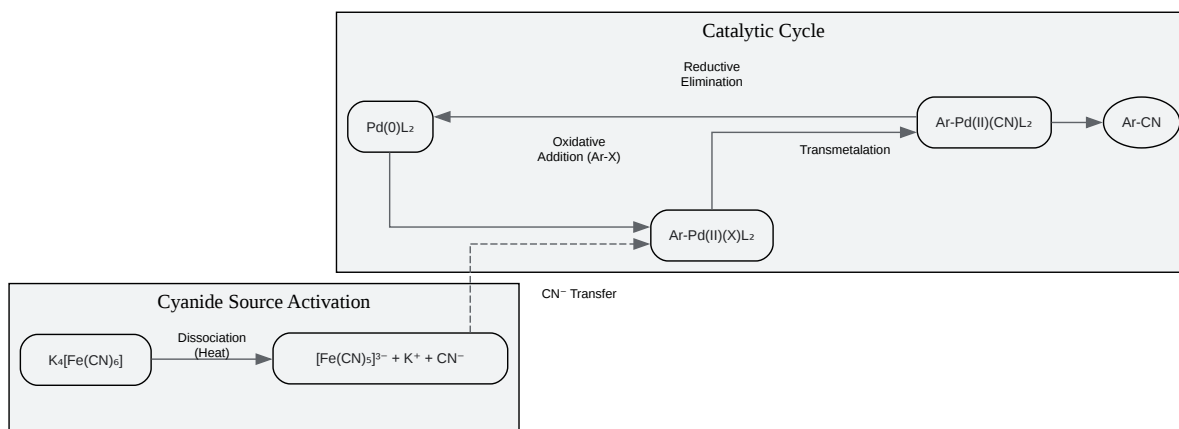 Catalytic Cycle
Reductive
Elimination
Pd(0)L₂
Ar-Pd(II)(CN)L₂
Ar-CN
Oxidative
Addition (Ar-X)
Transmetalation
Ar-Pd(II)(X)L₂
CN⁻ Transfer
Cyanide Source Activation
Dissociation
(Heat)
K₄[Fe(CN)₆]
[Fe(CN)₅]³⁻ + K⁺ + CN⁻